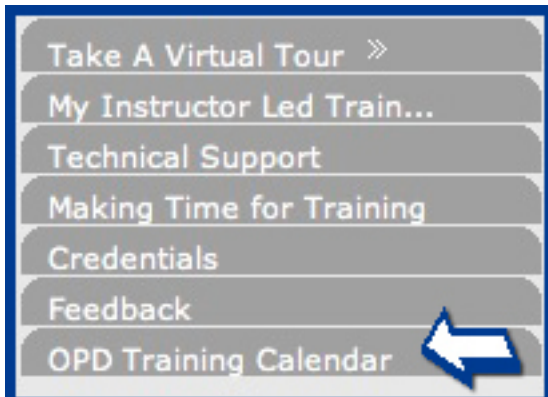 Take A Virtual Tour »
My Instructor Led Train...
Technical Support
Making Time for Training
Credentials
Feedback
OPD Training Calendar